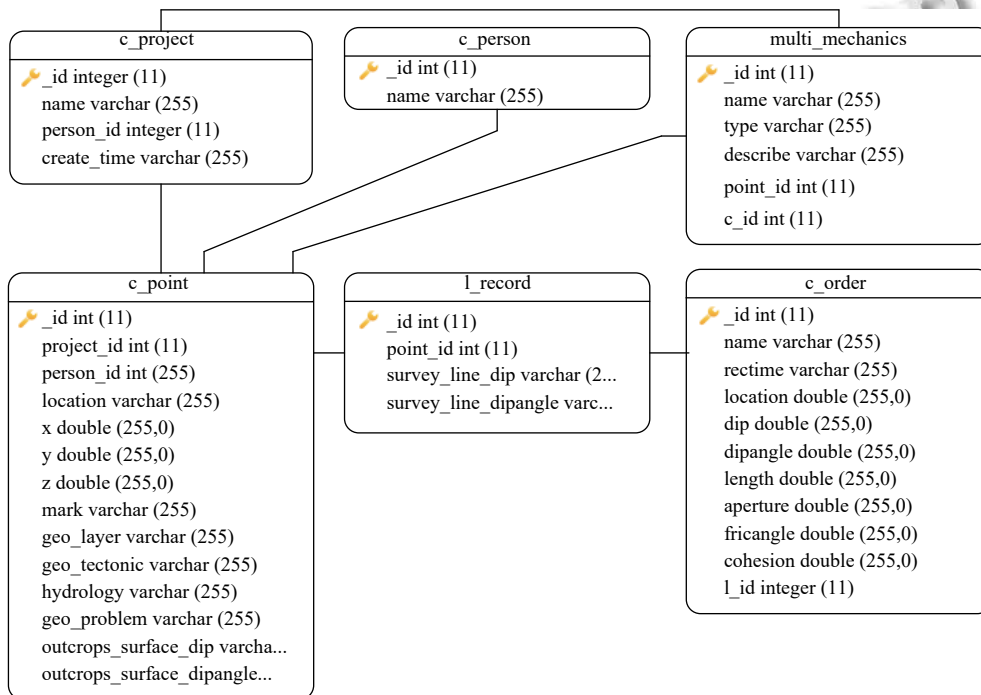 c_project
_id integer (11)
name varchar (255)
person_id integer (11)
create_time varchar (255)
c_person
_id int (11)
name varchar (255)
multi_mechanics
_id int (11)
name varchar (255)
type varchar (255)
describe varchar (255)
point_id int (11)
c_id int (11)
c_point
_id int (11)
project_id int (11)
person_id int (255)
location varchar (255)
x double (255,0)
y double (255,0)
z double (255,0)
mark varchar (255)
geo_layer varchar (255)
geo_tectonic varchar (255)
hydrology varchar (255)
geo_problem varchar (255)
outcrops_surface_dip varcha...
outcrops_surface_dipangle...
l_record
_id int (11)
point_id int (11)
survey_line_dip varchar (2...
survey_line_dipangle varc...
c_order
_id int (11)
name varchar (255)
rectime varchar (255)
location double (255,0)
dip double (255,0)
dipangle double (255,0)
length double (255,0)
aperture double (255,0)
fricangle double (255,0)
cohesion double (255,0)
l_id integer (11)